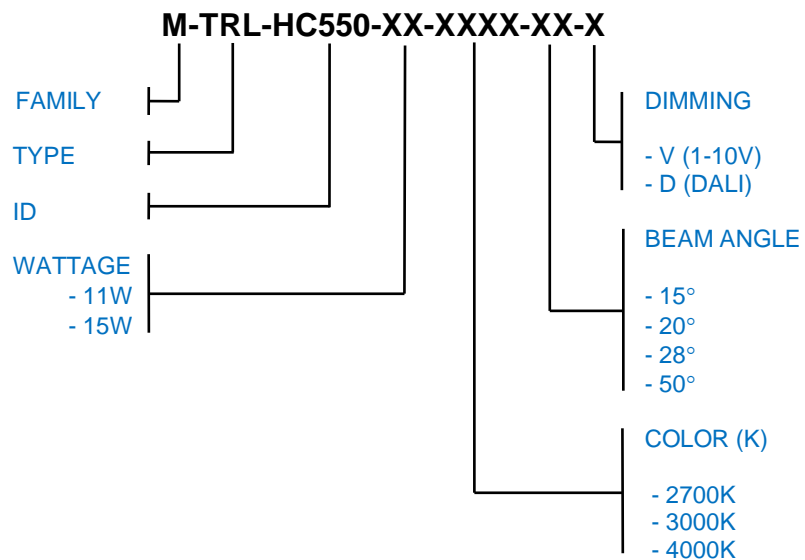 M-TRL-HC550-XX-XXXX-XX-X
FAMILY
TYPE
ID
WATTAGE
- 11W
- 15W
DIMMING
- V (1-10V)
- D (DALI)
BEAM ANGLE
- 15°
- 20°
- 28°
- 50°
COLOR (K)
- 2700K
- 3000K
- 4000K